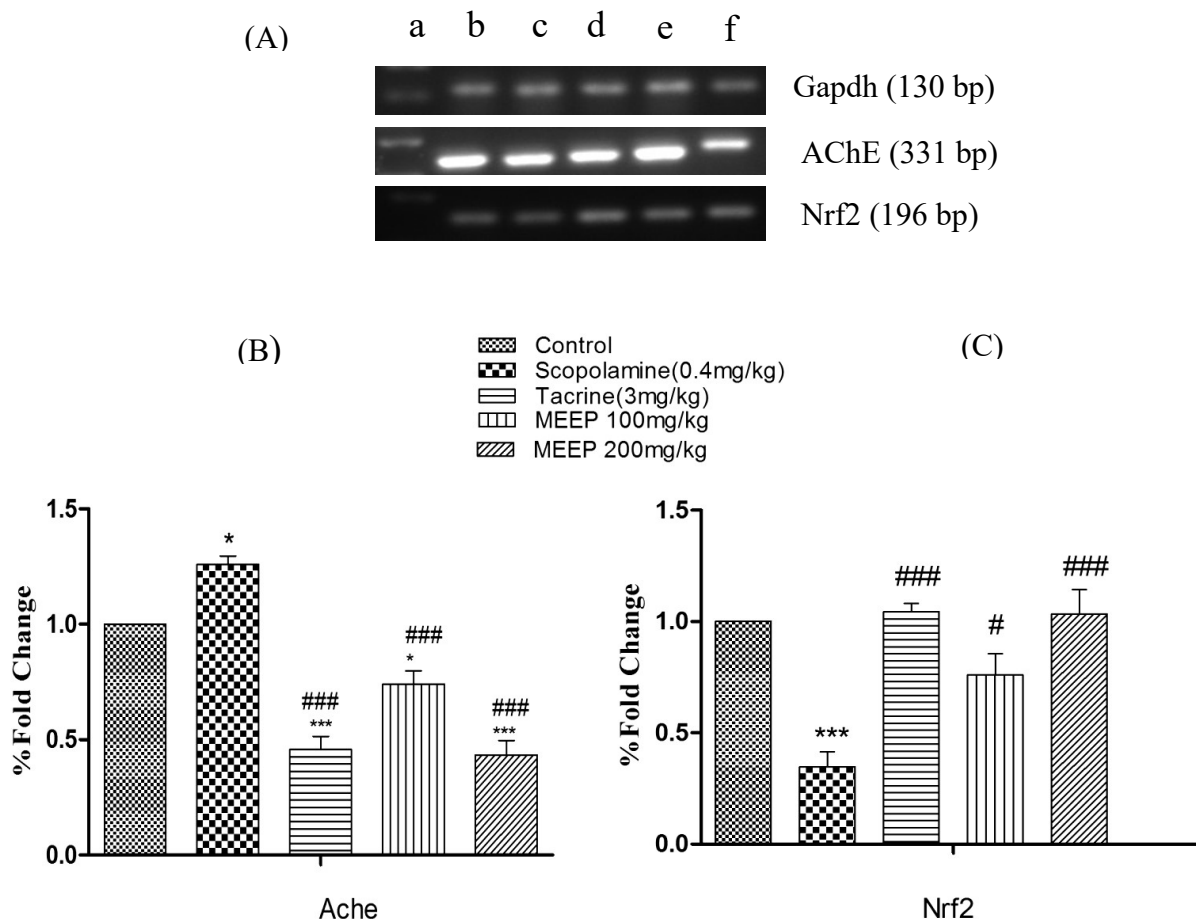 (A)
a b c d e f
Gapdh (130 bp)
AChE (331 bp)
Nrf2 (196 bp)
(B)
Control
Scopolamine(0.4mg/kg)
Tacrine(3mg/kg)
MEEP 100mg/kg
MEEP 200mg/kg
(C)
%Fold Change
1.5
1.0
0.5
0.0
*
###
***
###
*
###
***
Ache
%Fold Change
1.5
1.0
0.5
0.0
***
###
#
###
Nrf2